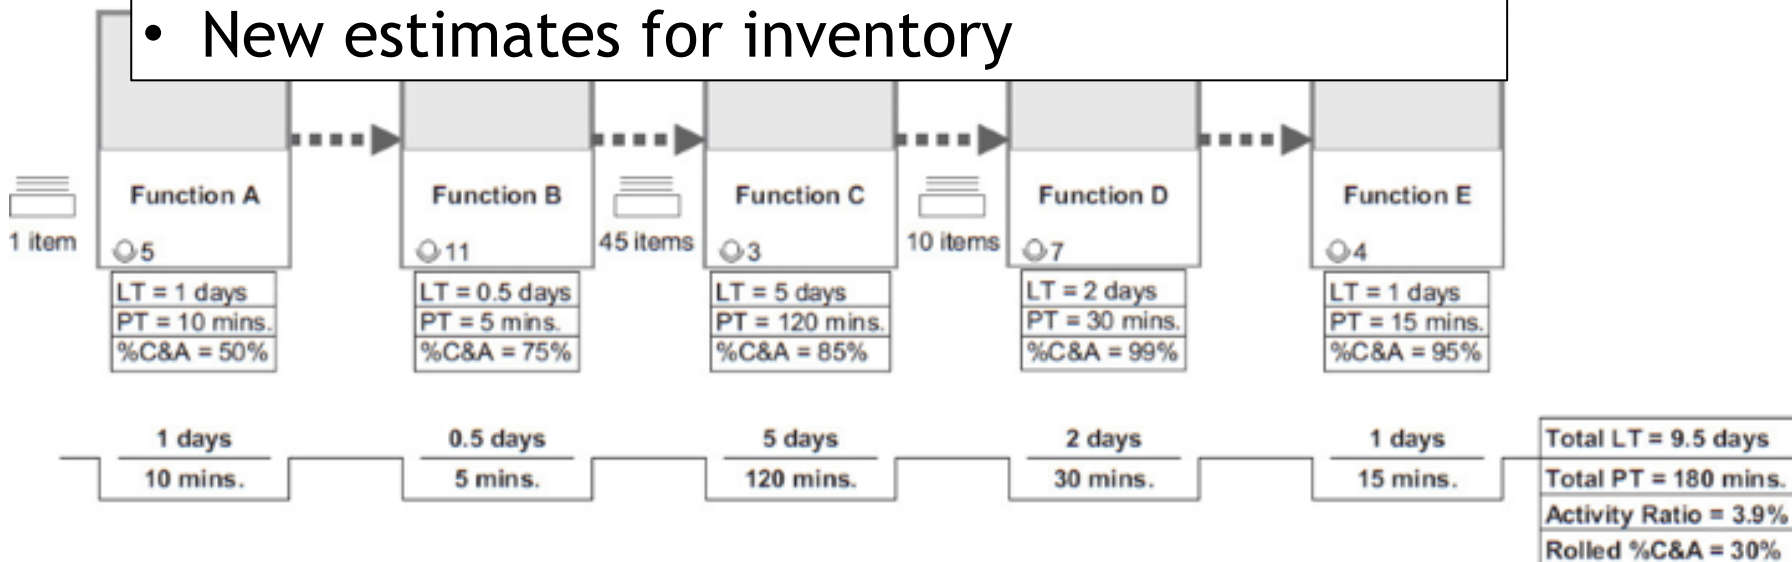 • New estimates for inventory
Function A
Function B
Function C
Function D
Function E
1 item
45 items
10 items
5
11
3
7
4
LT = 1 days
PT = 10 mins.
%C&A = 50%
LT = 0.5 days
PT = 5 mins.
%C&A = 75%
LT = 5 days
PT = 120 mins.
%C&A = 85%
LT = 2 days
PT = 30 mins.
%C&A = 99%
LT = 1 days
PT = 15 mins.
%C&A = 95%
1 days
10 mins.
0.5 days
5 mins.
5 days
120 mins.
2 days
30 mins.
1 days
15 mins.
Total LT = 9.5 days
Total PT = 180 mins.
Activity Ratio = 3.9%
Rolled %C&A = 30%